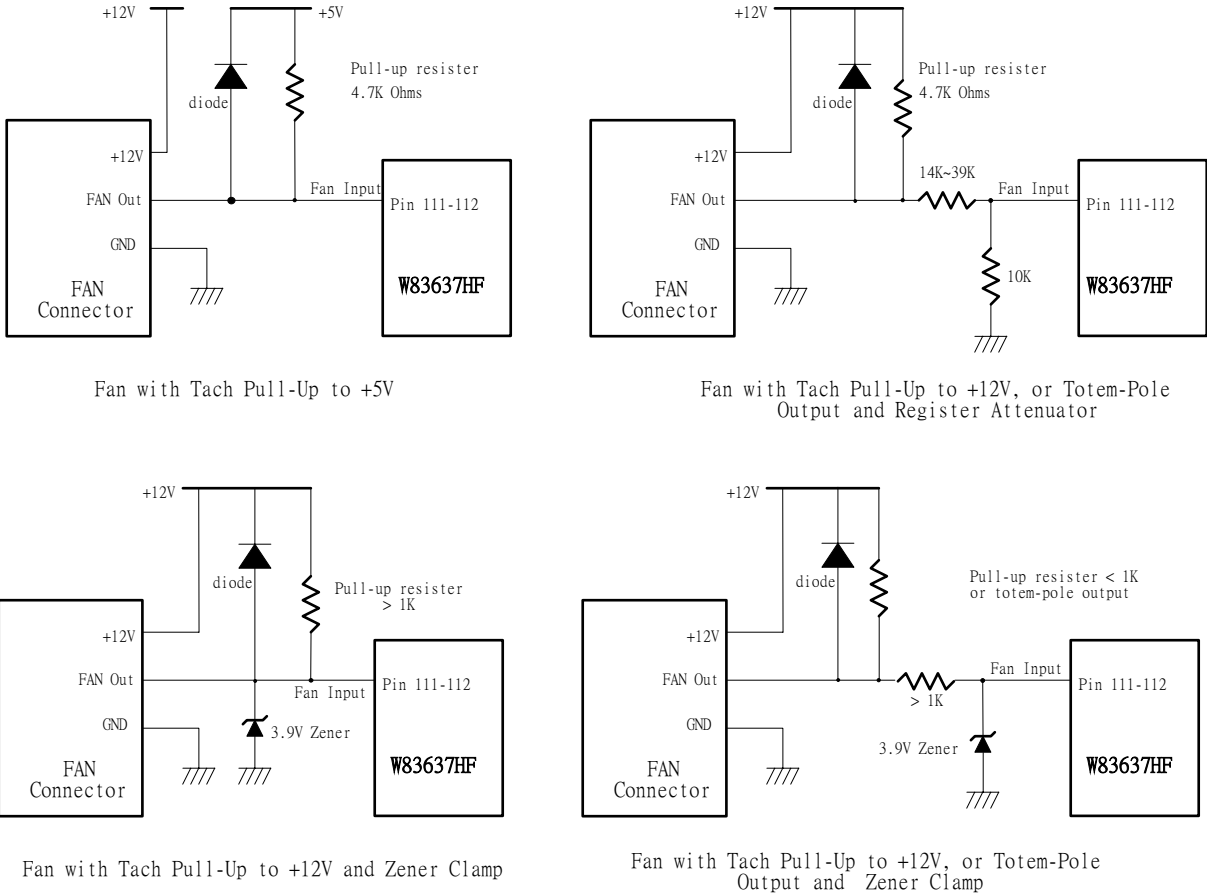 +12V
+5V
Pull-up resister
4.7K Ohms
diode
+12V
FAN Out
Fan Input
Pin 111-112
GND
FAN
Connector
W83637HF
Fan with Tach Pull-Up to +5V
+12V
Pull-up resister
4.7K Ohms
diode
+12V
14K~39K
FAN Out
Fan Input
Pin 111-112
GND
10K
FAN
Connector
W83637HF
Fan with Tach Pull-Up to +12V, or Totem-Pole
Output and Register Attenuator
+12V
diode
Pull-up resister
> 1K
+12V
FAN Out
Fan Input
Pin 111-112
GND
3.9V Zener
FAN
Connector
W83637HF
Fan with Tach Pull-Up to +12V and Zener Clamp
+12V
diode
Pull-up resister < 1K
or totem-pole output
+12V
FAN Out
Fan Input
Pin 111-112
> 1K
GND
3.9V Zener
FAN
Connector
W83637HF
Fan with Tach Pull-Up to +12V, or Totem-Pole
Output and Zener Clamp